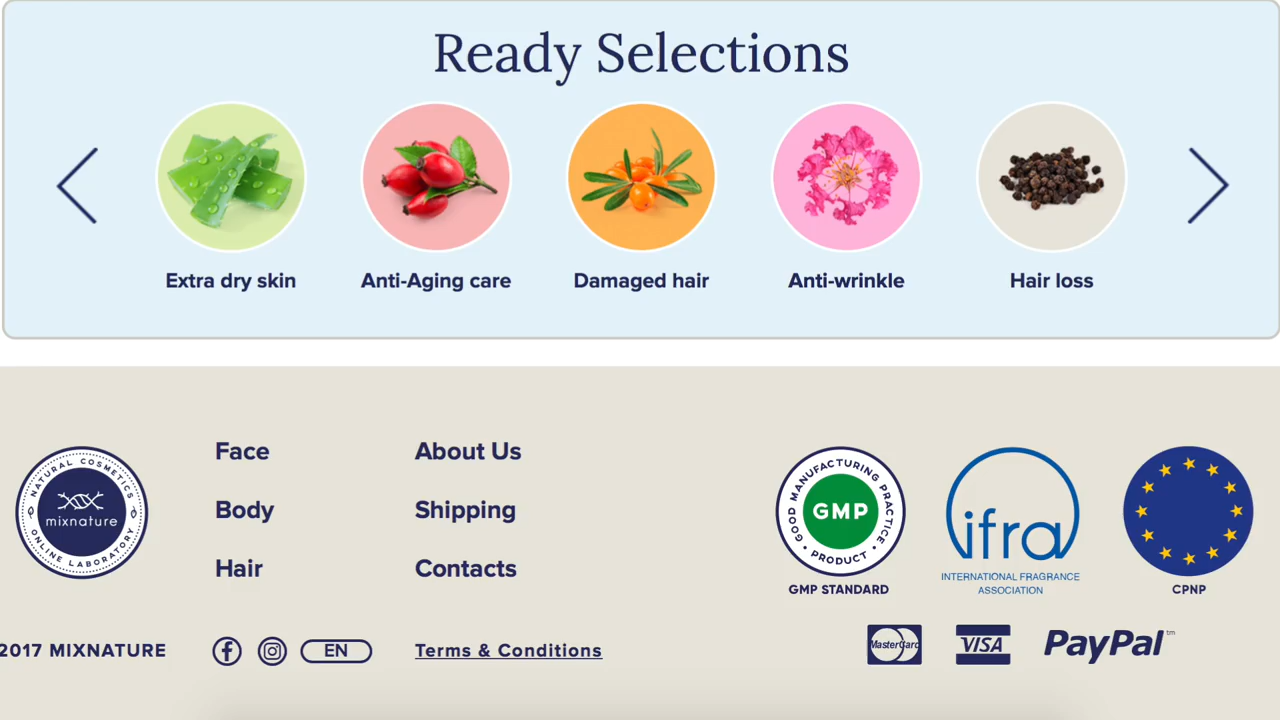 Ready Selections
Extra dry skin
Anti-Aging care
Damaged hair
Anti-wrinkle
Hair loss
NATURAL COSMETICS
mixnature
ONLINE LABORATORY
Face
Body
Hair
About Us
Shipping
Contacts
GOOD MANUFACTURING PRACTICE
GMP
• PRODUCT •
GMP STANDARD
ifra
INTERNATIONAL FRAGRANCE
ASSOCIATION
CPNP
2017 MIXNATURE
EN
Terms & Conditions
MasterCard
VISA
PayPal™